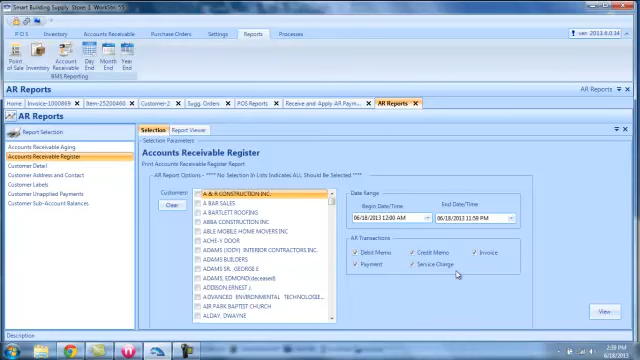 Smart Building Supply Store: 1 WorkStn: 55
P O S Inventory Accounts Receivable Purchase Orders Settings Reports Processes
ver: 2013.6.0.34
Point of Sale Inventory Account Receivable Day End Month End Year End
BMS Reporting
AR Reports AR Reports
Home Invoice-1000869 Item-25200460 Customer-2 Sugg. Orders POS Reports Receive and Apply AR Paym... AR Reports
AR Reports
Report Selection
Accounts Receivable Aging
Accounts Receivable Register
Customer Detail
Customer Address and Contact
Customer Labels
Customer Unapplied Payments
Customer Sub-Account Balances
Selection Report Viewer
Selection Parameters
Accounts Receivable Register
Print Accounts Receivable Register Report
AR Report Options - **** No Selection in Lists Indicates ALL Should be Selected ****
Customers:
Clear
A & R CONSTRUCTION INC.
A BAR SALES
A BARTLETT ROOFING
ABBA CONSTRUCTION INC
ABLE MOBILE HOME MOVERS INC
ACHE-Y DOOR
ADAMS (JODY) INTERIOR CONTRACTORS INC.
ADAMS BUILDERS
ADAMS SR. GEORGE E
ADAMS, EDMOND(deceased)
ADDISON ERNEST J
ADVANCED ENVIRONMENTAL TECHNOLOGIE...
AIR PARK BAPTIST CHURCH
ALDAY, DWAYNE
Date Range
Begin Date/Time End Date/Time
06/18/2013 12:00 AM 06/18/2013 11:59 PM
AR Transactions
Debit Memo Credit Memo Invoice
Payment Service Charge
View
Description
2:39 PM
6/18/2013